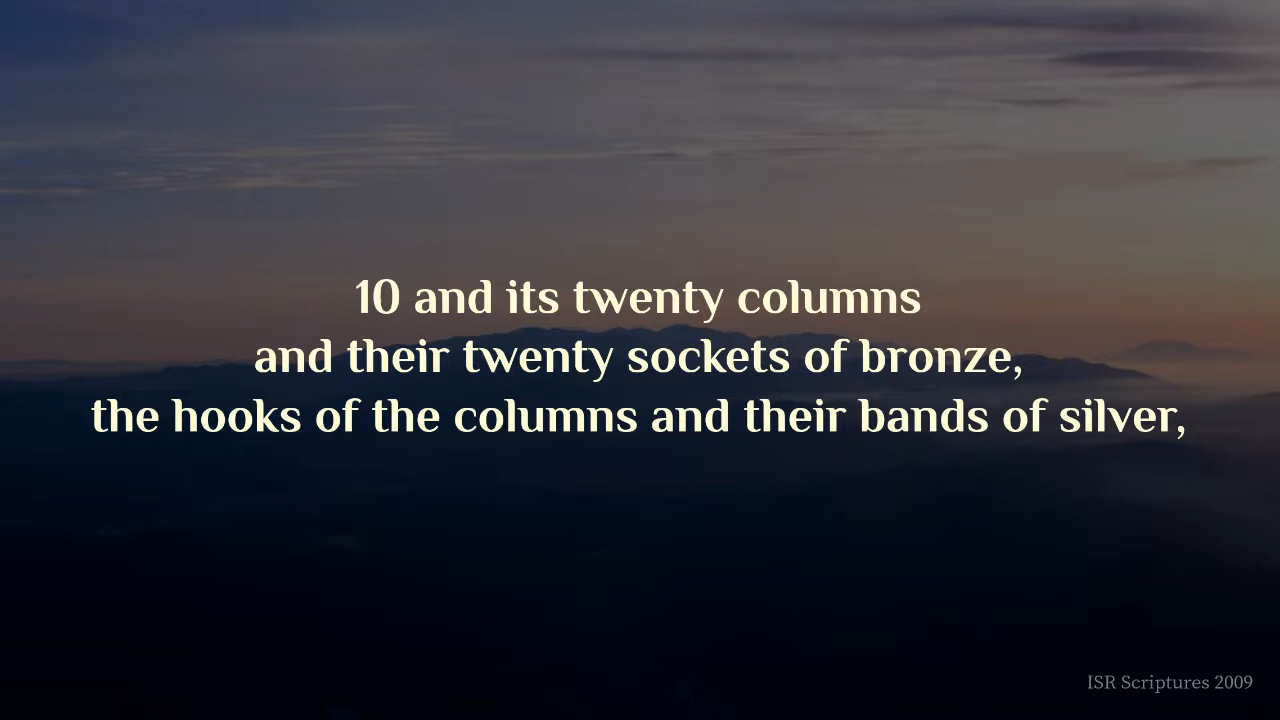 10 and its twenty columns
and their twenty sockets of bronze,
the hooks of the columns and their bands of silver,
ISR Scriptures 2009